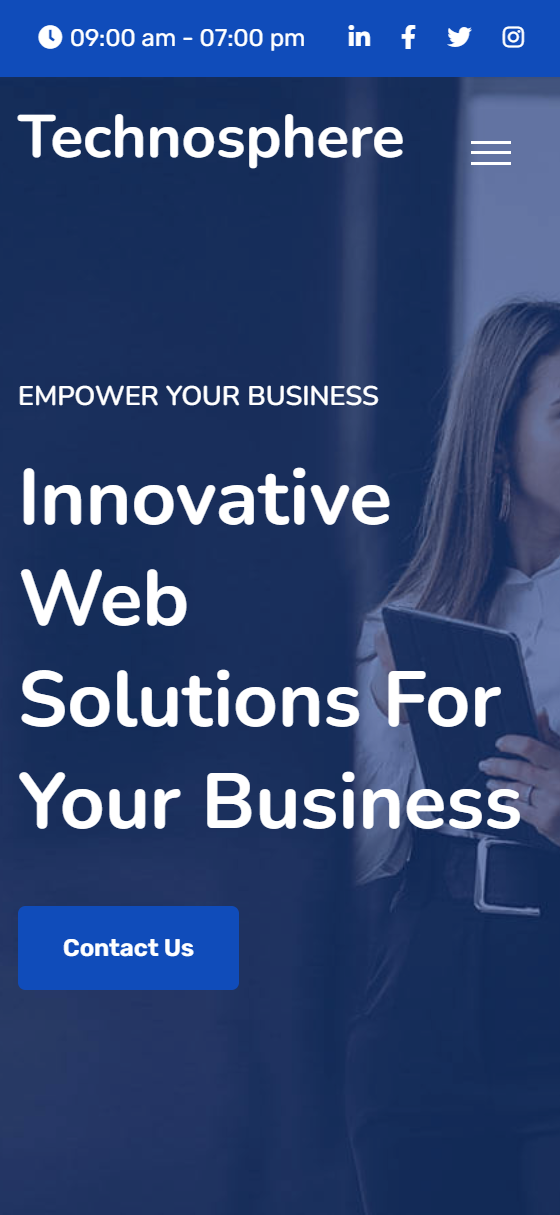 09:00 am - 07:00 pm
Technosphere
EMPOWER YOUR BUSINESS
Innovative
Web
Solutions For
Your Business
Contact Us